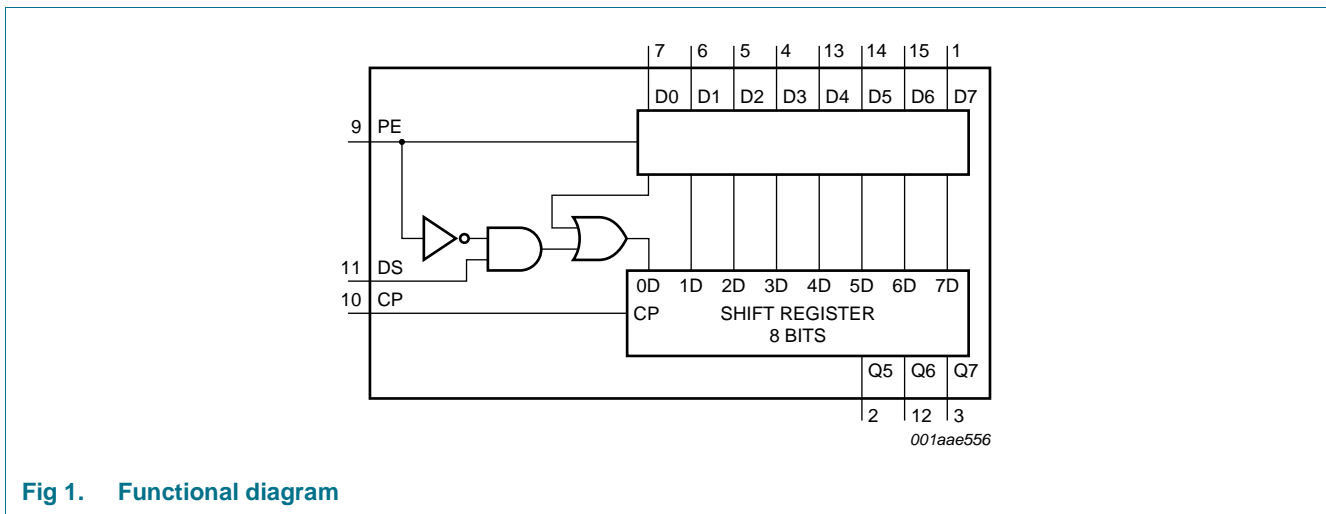 7 6 5 4 13 14 15 1
D0 D1 D2 D3 D4 D5 D6 D7
9 PE
11 DS
10 CP
0D 1D 2D 3D 4D 5D 6D 7D
CP SHIFT REGISTER
8 BITS
Q5 Q6 Q7
2 12 3
001aae556
Fig 1. Functional diagram